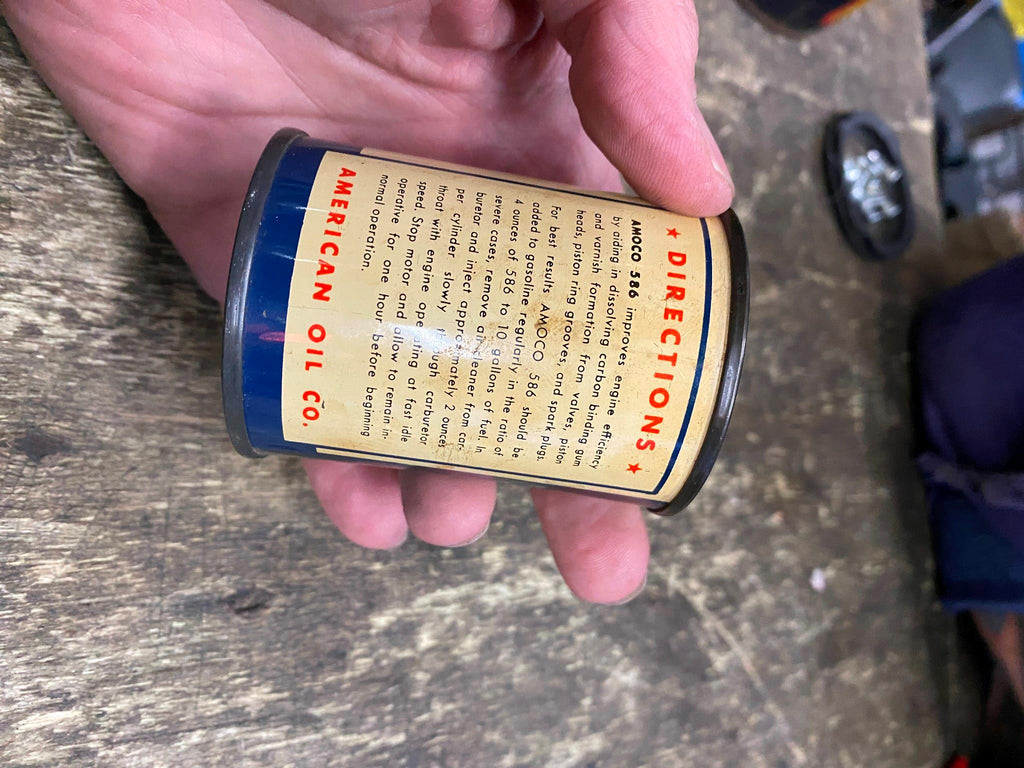 ★ DIRECTIONS ★
AMOCO 586 improves engine efficiency
by aiding in dissolving carbon binding gum
and varnish formation from valves, piston
heads, piston ring grooves, and spark plugs.
For best results AMOCO 586 should be
added to gasoline regularly in the ratio of
4 ounces of 586 to 10 gallons of fuel. In
severe cases, remove air cleaner from car-
buretor and inject approximately 2 ounces
per cylinder slowly through carburetor
throat with engine operating at fast idle
speed. Stop motor and allow to remain in-
operative for one hour before beginning
normal operation.
AMERICAN OIL CO.